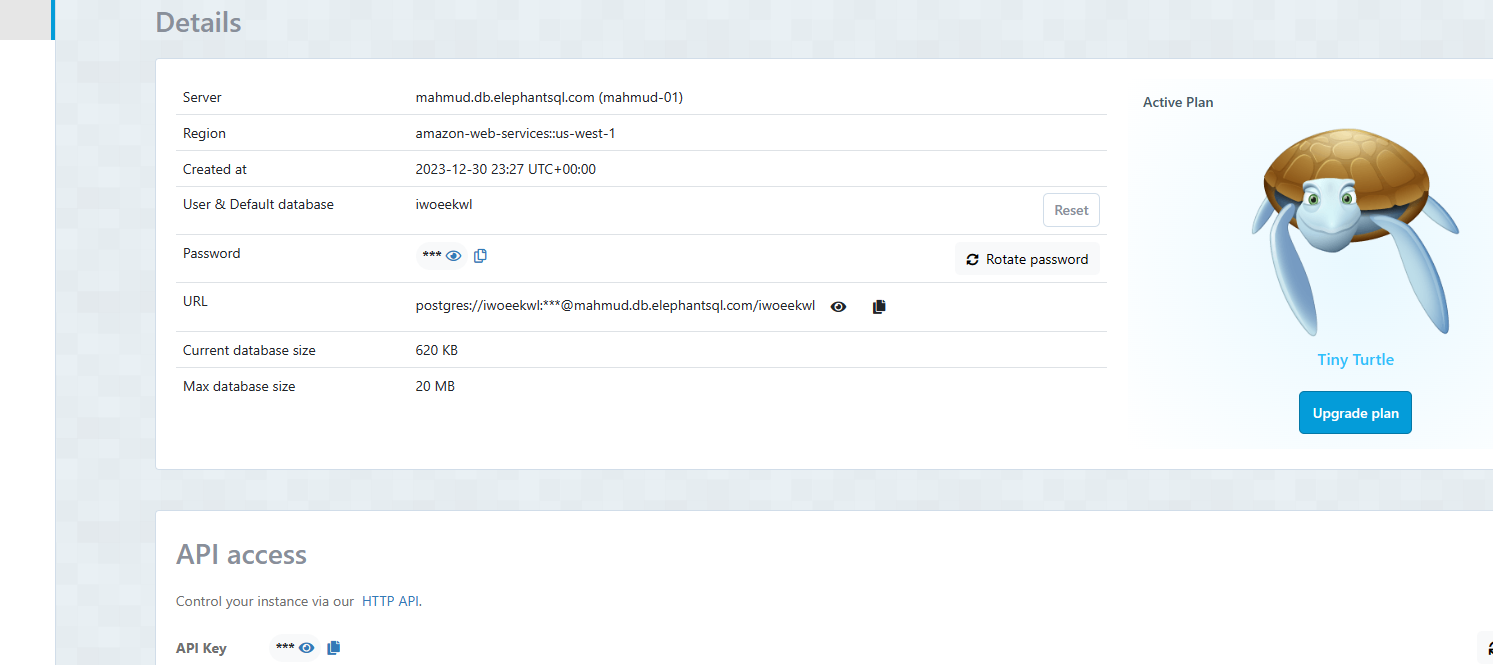 Details
Server mahmud.db.elephantsql.com (mahmud-01)
Active Plan
Region amazon-web-services::us-west-1
Created at 2023-12-30 23:27 UTC+00:00
User & Default database iwoeekwl Reset
Password *** Rotate password
URL postgres://iwoeekwl:***@mahmud.db.elephantsql.com/iwoeekwl
Current database size 620 KB
Tiny Turtle
Max database size 20 MB
Upgrade plan
API access
Control your instance via our HTTP API.
API Key ***